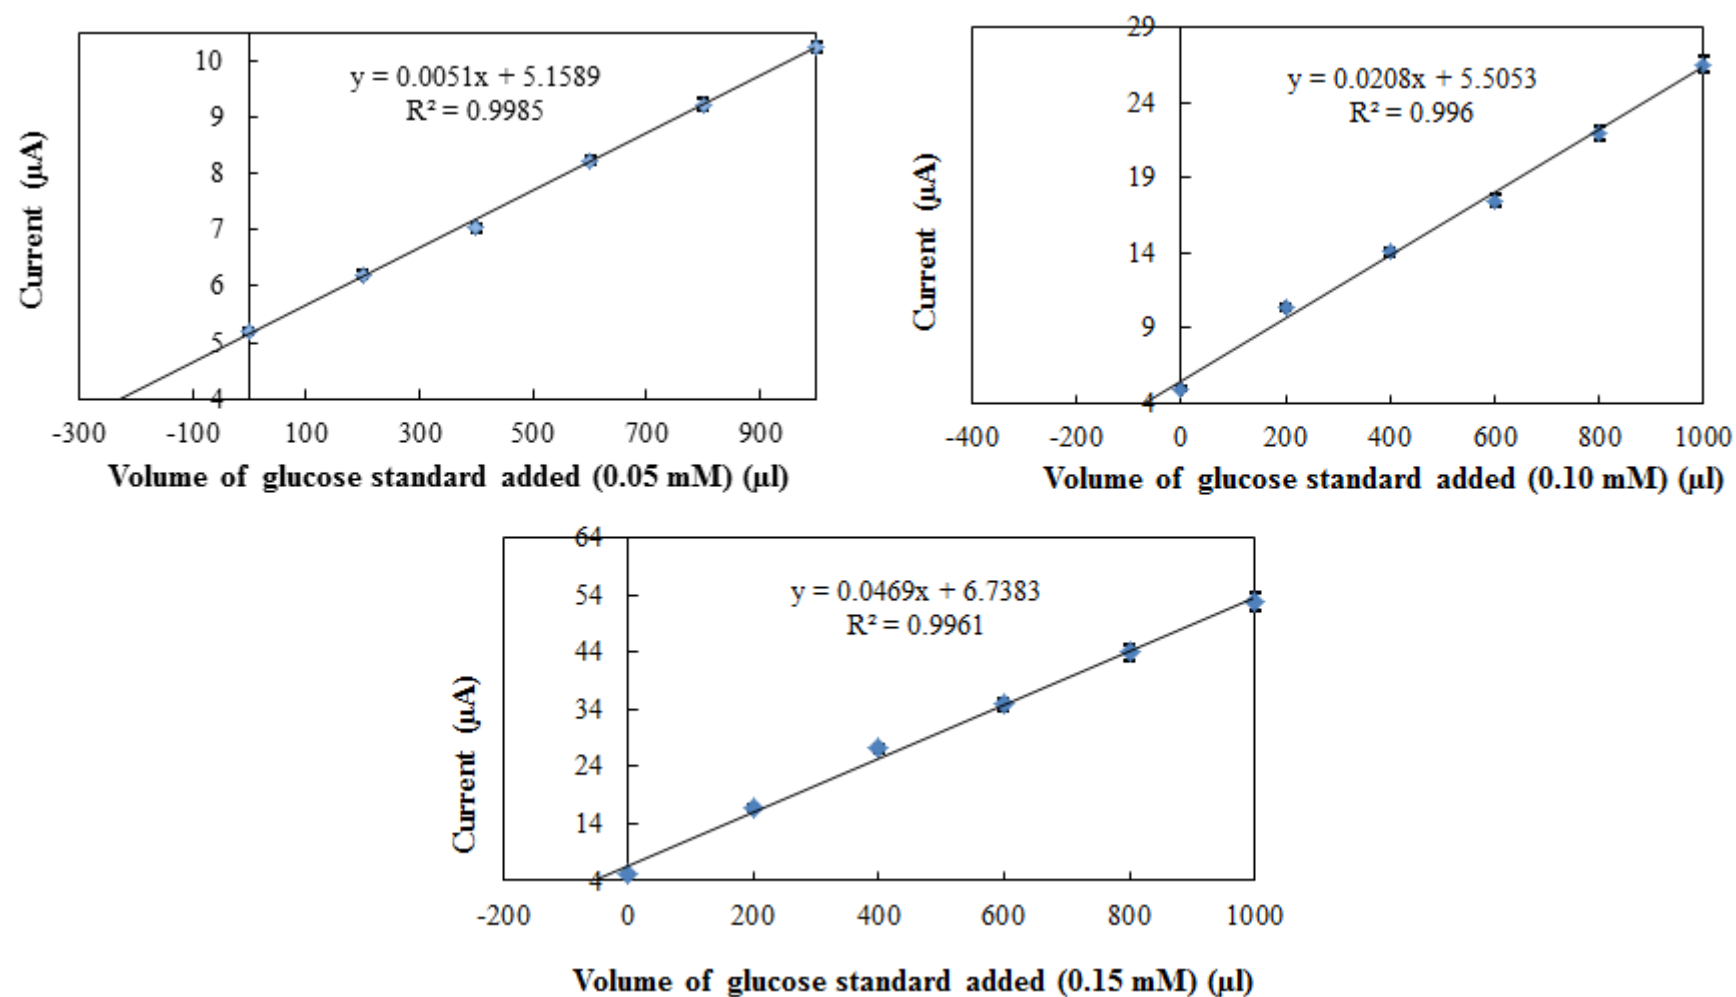 10
9
8
7
6
5
4
y = 0.0051x + 5.1589
R² = 0.9985
Current (μA)
-300 -100 100 300 500 700 900
Volume of glucose standard added (0.05 mM) (μl)
29
24
19
14
9
4
y = 0.0208x + 5.5053
R² = 0.996
Current (μA)
-400 -200 0 200 400 600 800 1000
Volume of glucose standard added (0.10 mM) (μl)
64
54
44
34
24
14
4
y = 0.0469x + 6.7383
R² = 0.9961
Current (μA)
-200 0 200 400 600 800 1000
Volume of glucose standard added (0.15 mM) (μl)